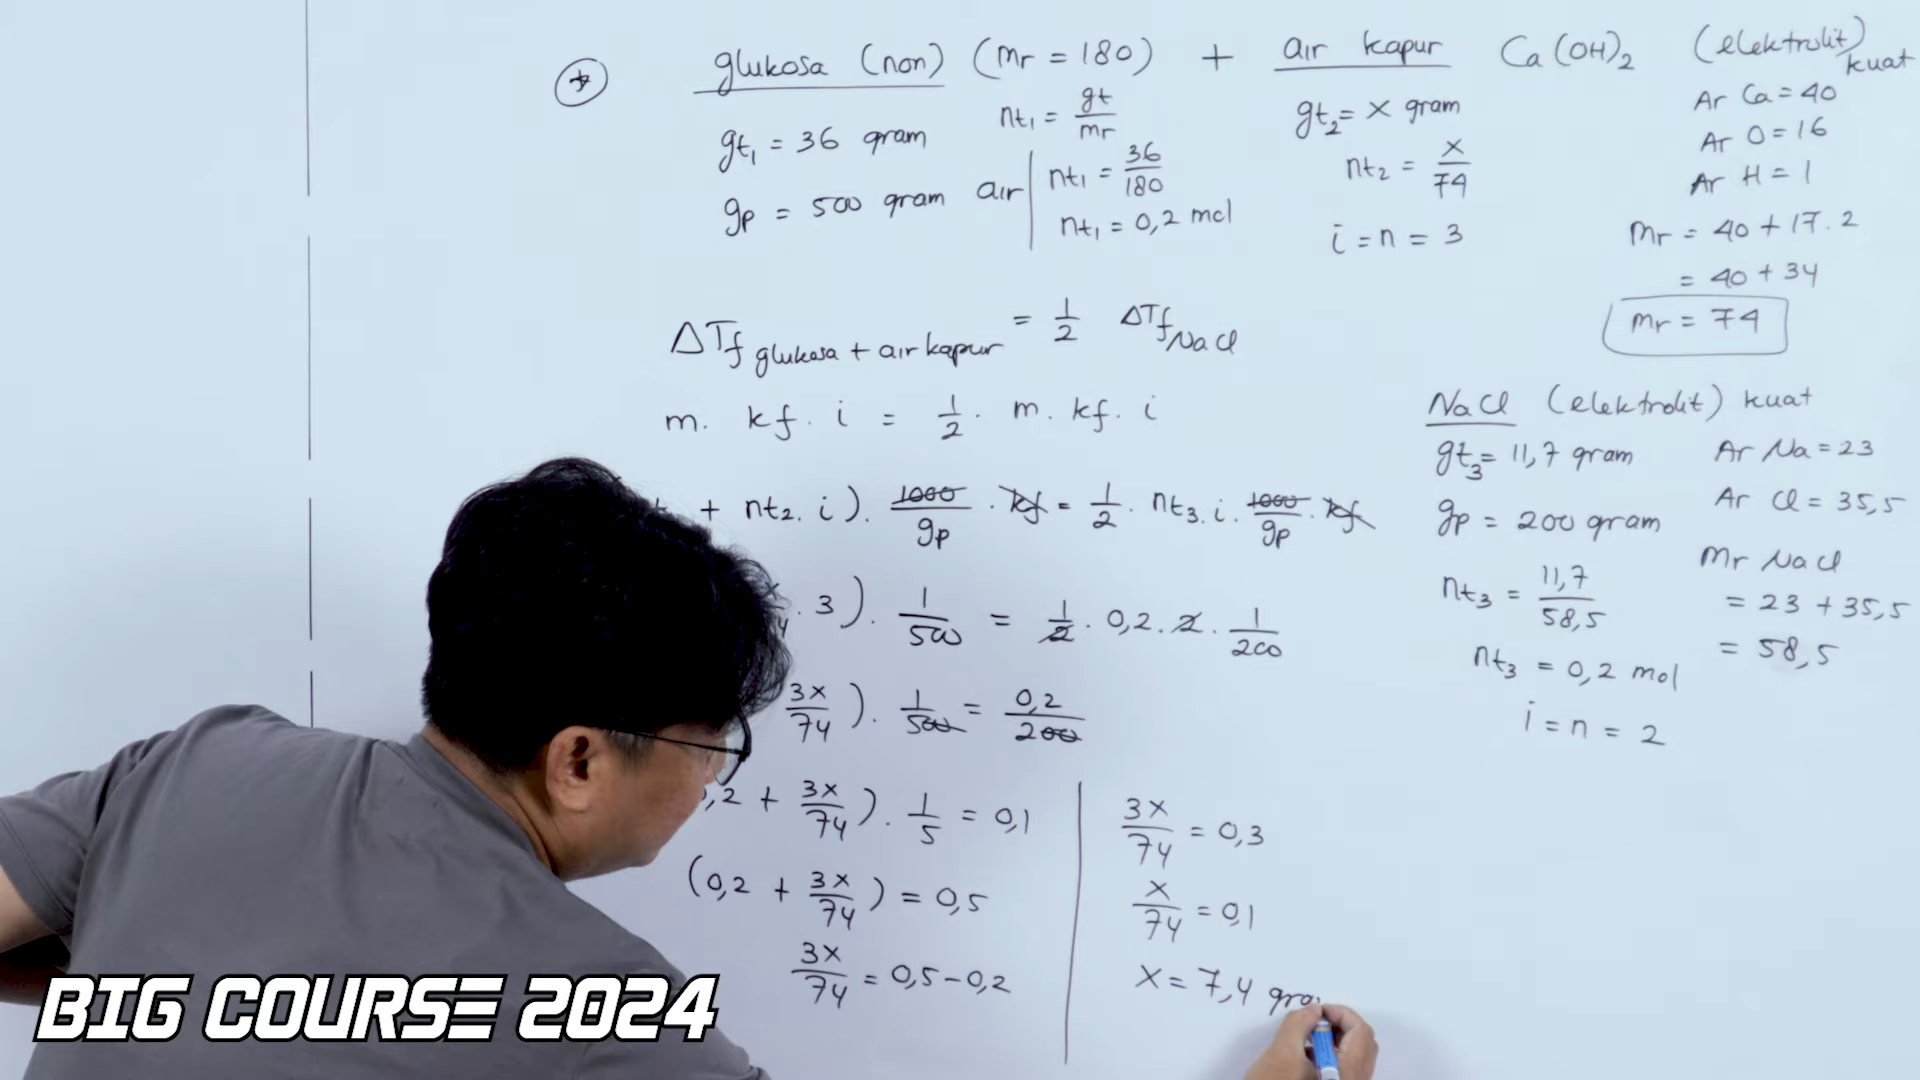 glukosa (non) (Mr = 180) + air kapur Ca(OH)2 (elektrolit) kuat
gt1 = 36 gram
gp = 500 gram air
nt1 = gt/mr
nt1 = 36/180
nt1 = 0,2 mol
gt2 = x gram
nt2 = x/74
i = n = 3
Ar Ca = 40
Ar O = 16
Ar H = 1
Mr = 40 + 17.2
= 40 + 34
Mr = 74
ΔTf glukosa + air kapur = 1/2 ΔTf NaCl
m. kf. i = 1/2. m. kf. i
+ nt2. i). 1000/gp. kf = 1/2. nt3. i. 1000/gp. kf
. 3). 1/500 = 1/2. 0,2. 2. 1/200
3x/74). 1/500 = 0,2/200
,2 + 3x/74). 1/5 = 0,1
(0,2 + 3x/74) = 0,5
3x/74 = 0,5-0,2
3x/74 = 0,3
x/74 = 0,1
x = 7,4 gra
NaCl (elektrolit) kuat
gt3 = 11,7 gram
gp = 200 gram
nt3 = 11,7/58,5
nt3 = 0,2 mol
i = n = 2
Ar Na = 23
Ar Cl = 35,5
Mr NaCl
= 23 + 35,5
= 58,5
BIG COURSE 2024